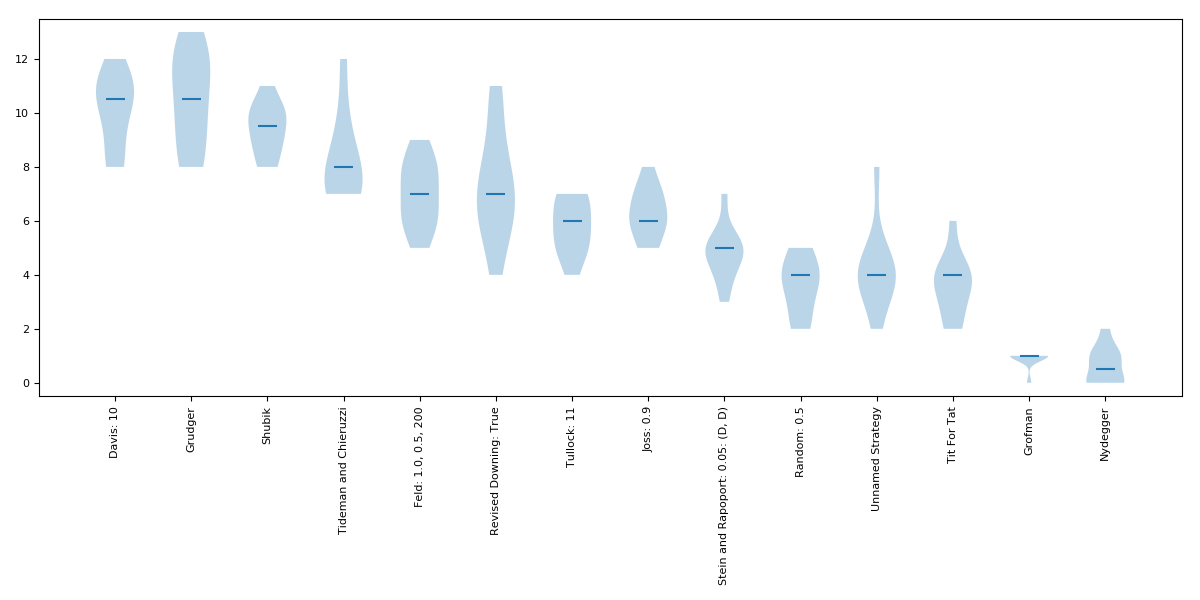 12
10
8
6
4
2
0
Davis: 10
Grudger
Shubik
Tideman and Chieruzzi
Feld: 1.0, 0.5, 200
Revised Downing: True
Tullock: 11
Joss: 0.9
Stein and Rapoport: 0.05: (D, D)
Random: 0.5
Unnamed Strategy
Tit For Tat
Grofman
Nydegger